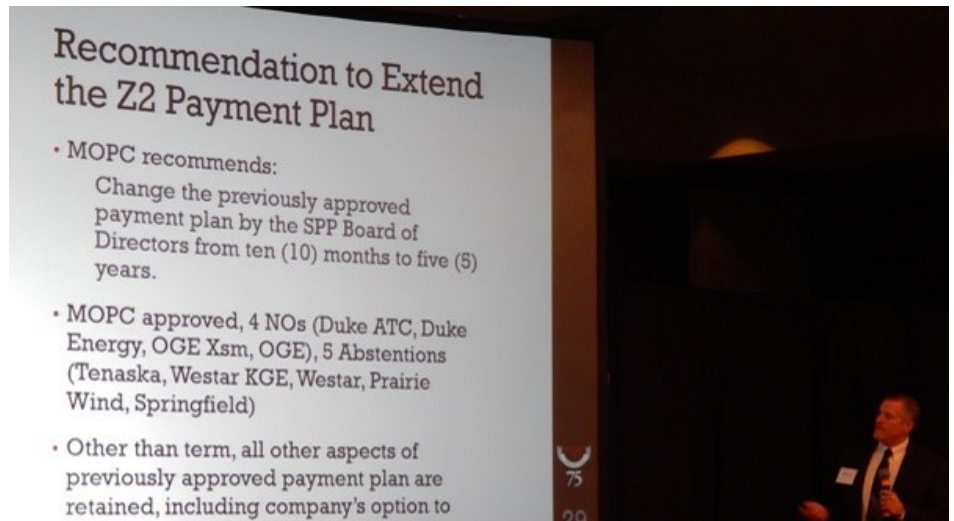 Recommendation to Extend
the Z2 Payment Plan
• MOPC recommends:
Change the previously approved
payment plan by the SPP Board of
Directors from ten (10) months to five (5)
years.
• MOPC approved, 4 NOs (Duke ATC, Duke
Energy, OGE Xsm, OGE), 5 Abstentions
(Tenaska, Westar KGE, Westar, Prairie
Wind, Springfield)
• Other than term, all other aspects of
previously approved payment plan are
retained, including company's option to
75
29